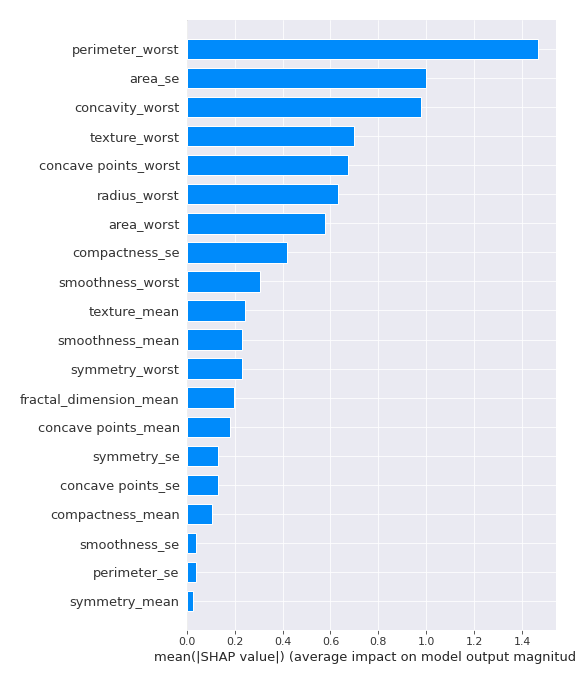 perimeter_worst
area_se
concavity_worst
texture_worst
concave points_worst
radius_worst
area_worst
compactness_se
smoothness_worst
texture_mean
smoothness_mean
symmetry_worst
fractal_dimension_mean
concave points_mean
symmetry_se
concave points_se
compactness_mean
smoothness_se
perimeter_se
symmetry_mean
0.0 0.2 0.4 0.6 0.8 1.0 1.2 1.4
mean(|SHAP value|) (average impact on model output magnitud